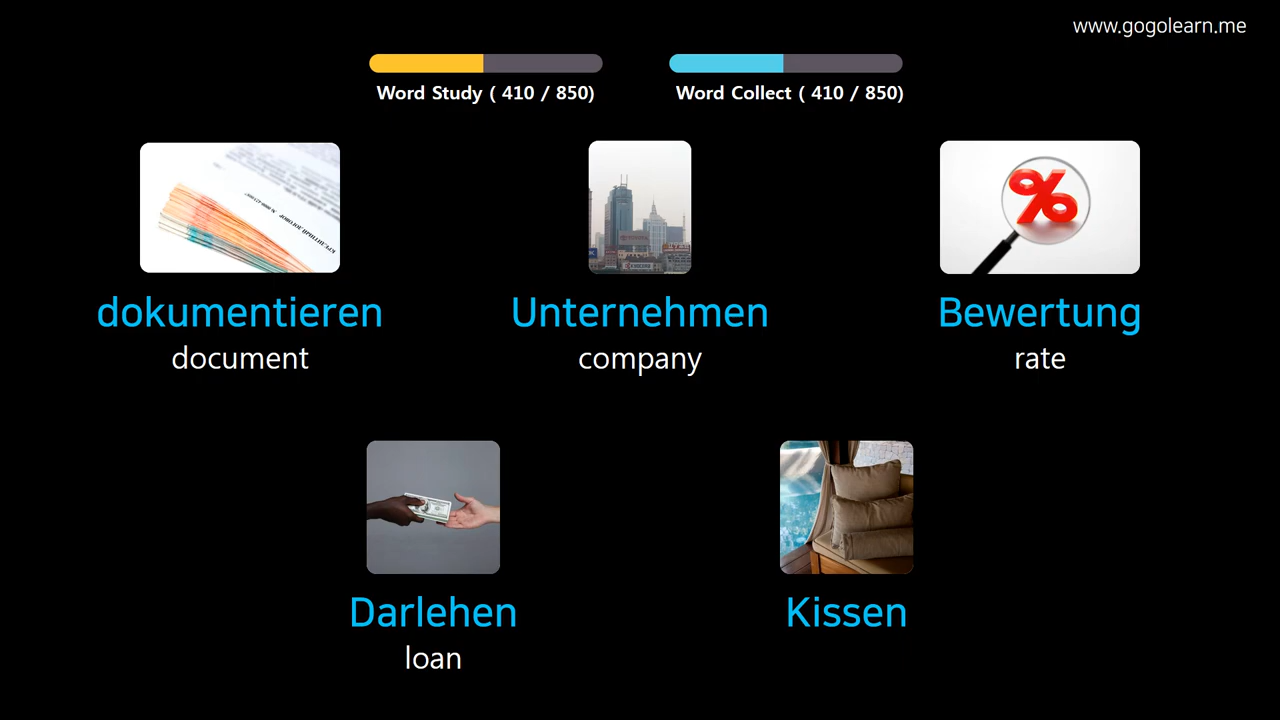 www.gogolearn.me
Word Study ( 410 / 850)
Word Collect ( 410 / 850)
dokumentieren
document
Unternehmen
company
Bewertung
rate
Darlehen
loan
Kissen